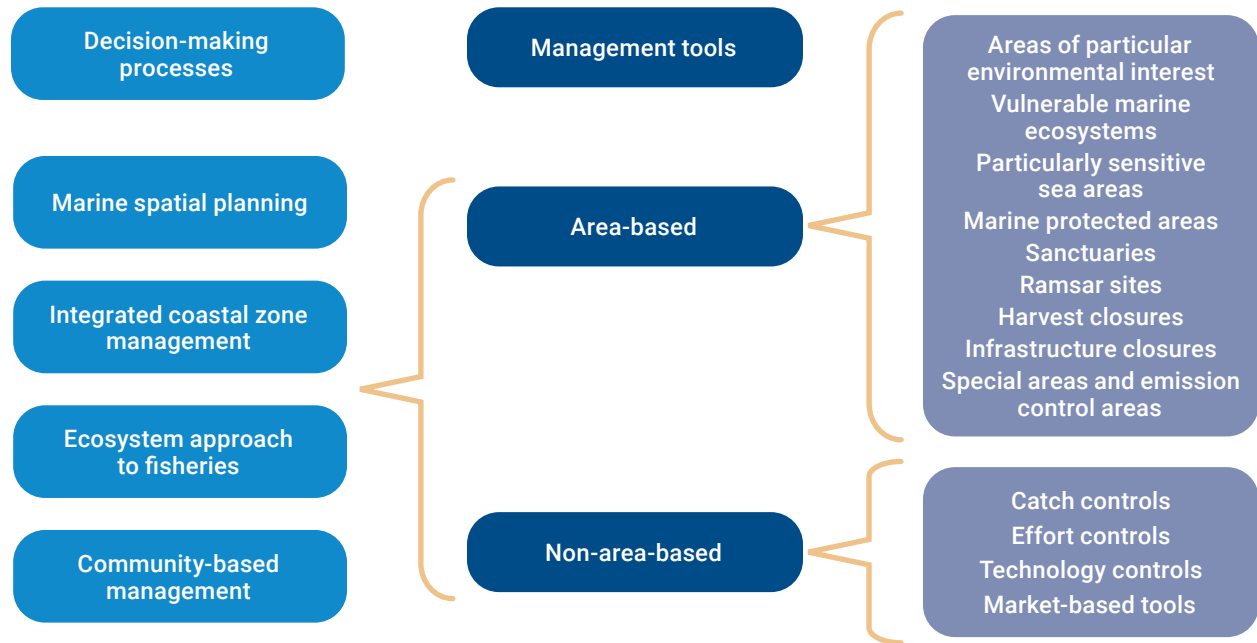 Decision-making
processes
Management tools
Marine spatial planning
Integrated coastal zone
management
Ecosystem approach
to fisheries
Community-based
management
Area-based
Non-area-based
Areas of particular
environmental interest
Vulnerable marine
ecosystems
Particularly sensitive
sea areas
Marine protected areas
Sanctuaries
Ramsar sites
Harvest closures
Infrastructure closures
Special areas and emission
control areas
Catch controls
Effort controls
Technology controls
Market-based tools